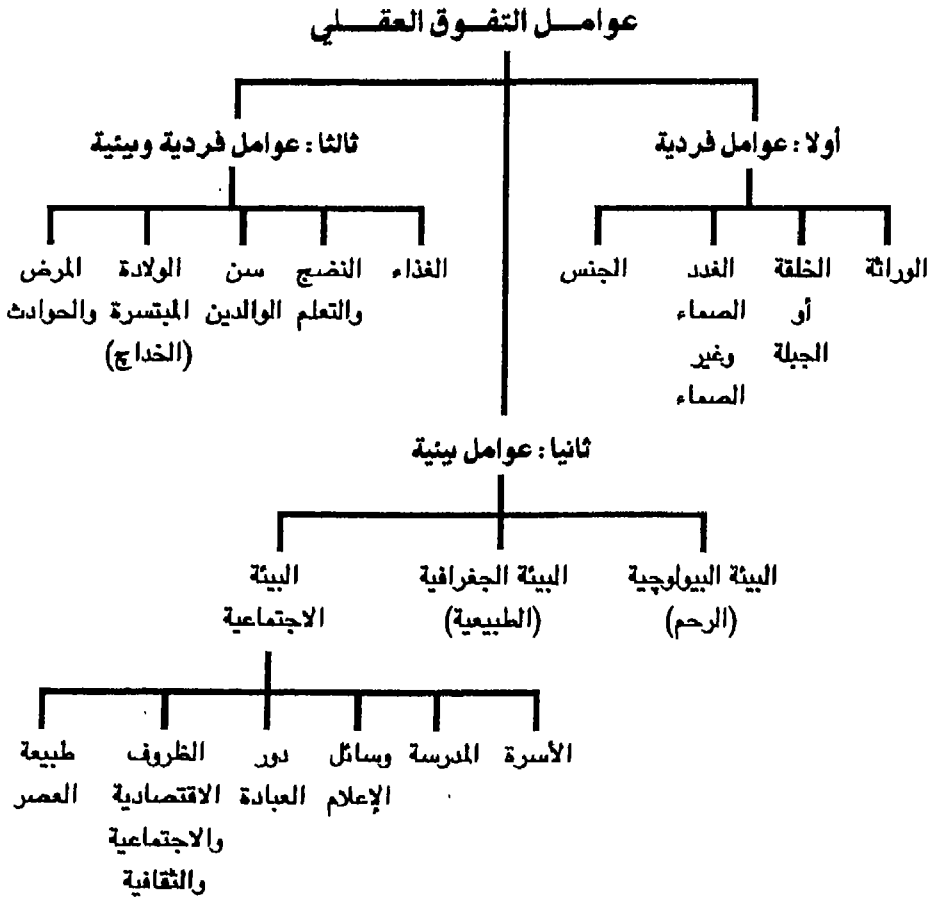 عوامل التفوق العقلي
أولا : عوامل فردية
ثالثا : عوامل فردية وبيئية
الوراثة
الخلقة
أو
الجبلة
الغدد
الصماء
وغير
الصماء
الجنس
الغذاء
النضج
والتعلم
سن
الوالدين
الولادة
المبتسرة
(الخداج)
المرض
والحوادث
ثانيا : عوامل بيئية
البيئة البيولوجية
(الرحم)
البيئة الجغرافية
(الطبيعية)
البيئة
الاجتماعية
الأسرة
المدرسة
وسائل
الإعلام
دور
العبادة
الظروف
الاقتصادية
والاجتماعية
والثقافية
طبيعة
العصر